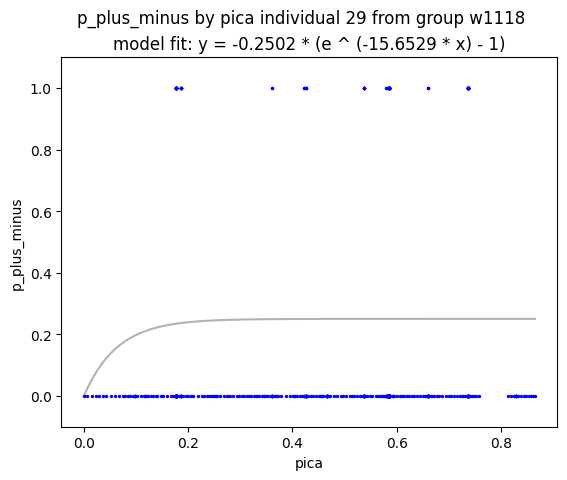 p_plus_minus by pica individual 29 from group w1118
model fit: y = -0.2502 * (e ^ (-15.6529 * x) - 1)
1.0
0.8
0.6
0.4
0.2
0.0
p_plus_minus
0.0 0.2 0.4 0.6 0.8
pica